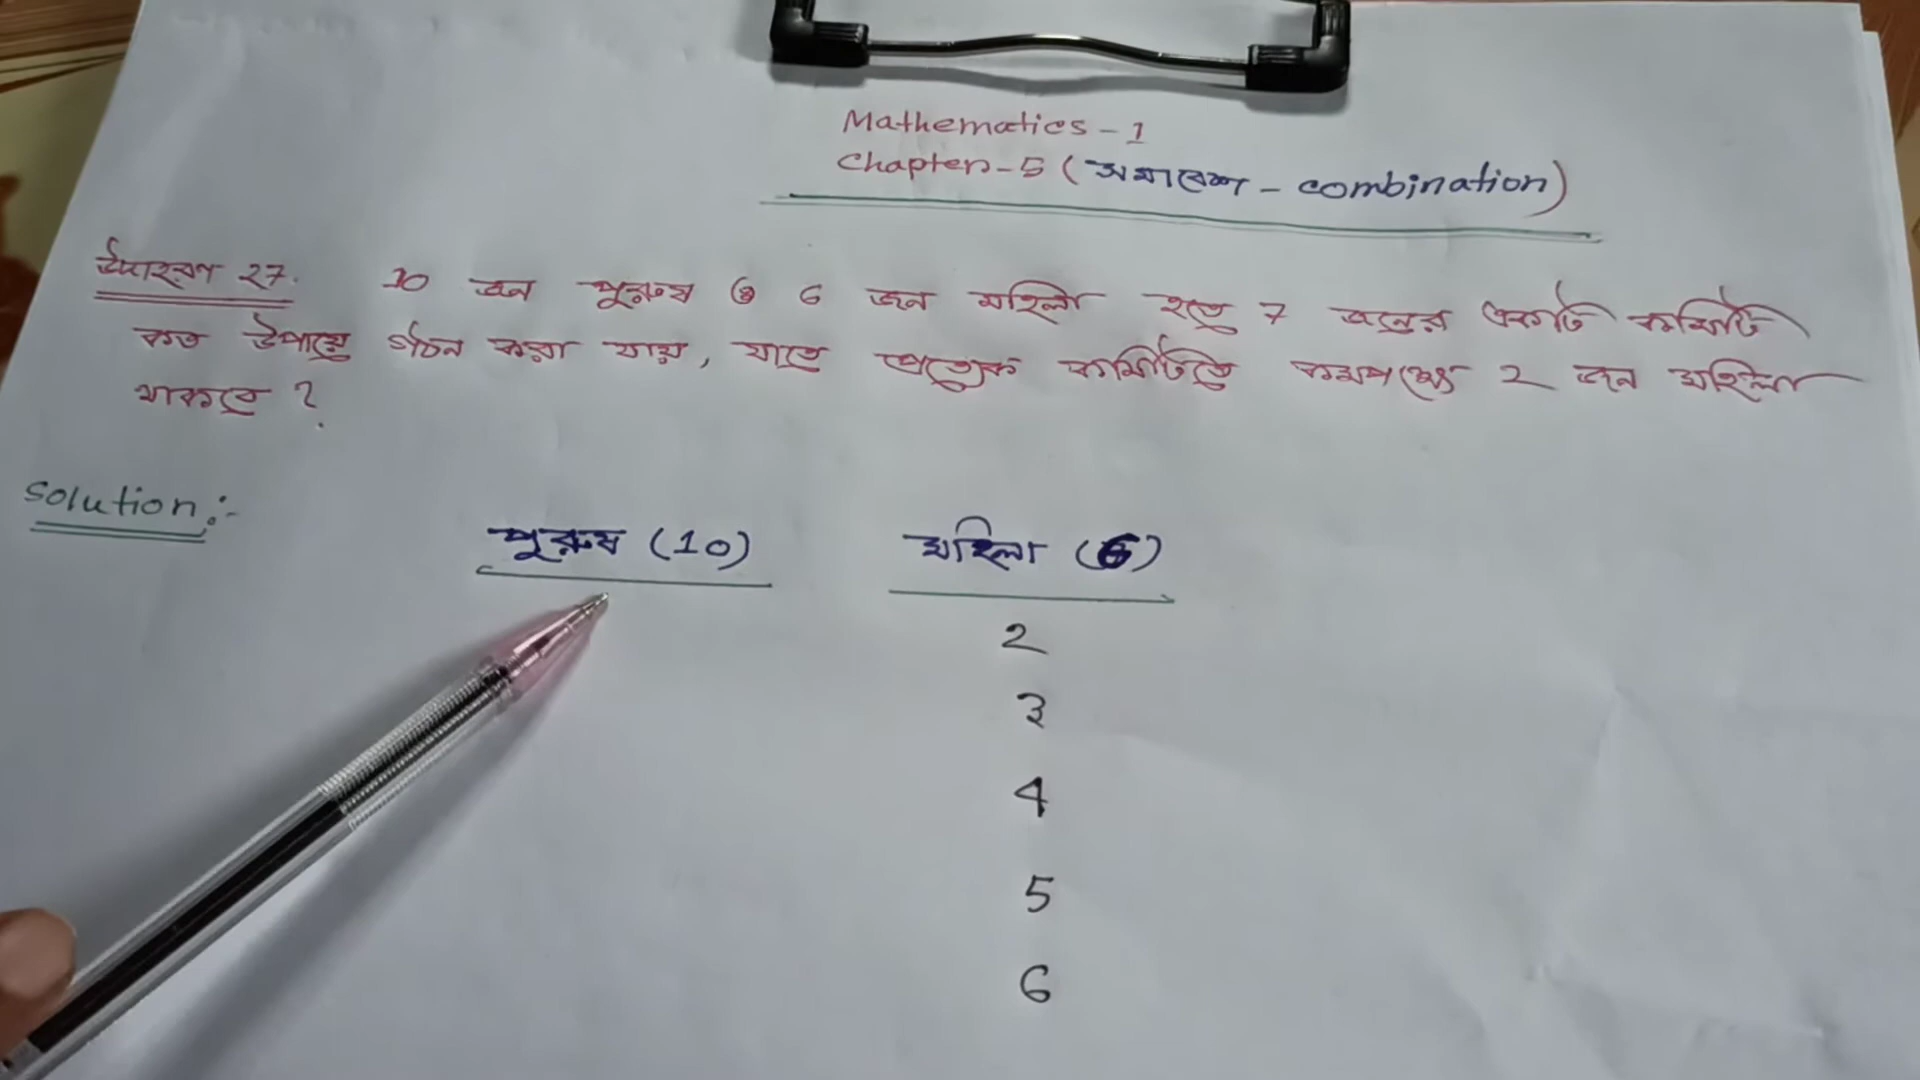 Mathematics - 1
Chapter - 5 (সমাবেশ - combination)
উদাহরণ 27. 10 জন পুরুষ ও 6 জন মহিলা হতে 7 জনের একটি কমিটি
কত উপায়ে গঠন করা যায়, যাতে প্রত্যেক কমিটিতে কমপক্ষে 2 জন মহিলা
থাকবে ?
Solution :-
পুরুষ (10) মহিলা (6)
2
3
4
5
6